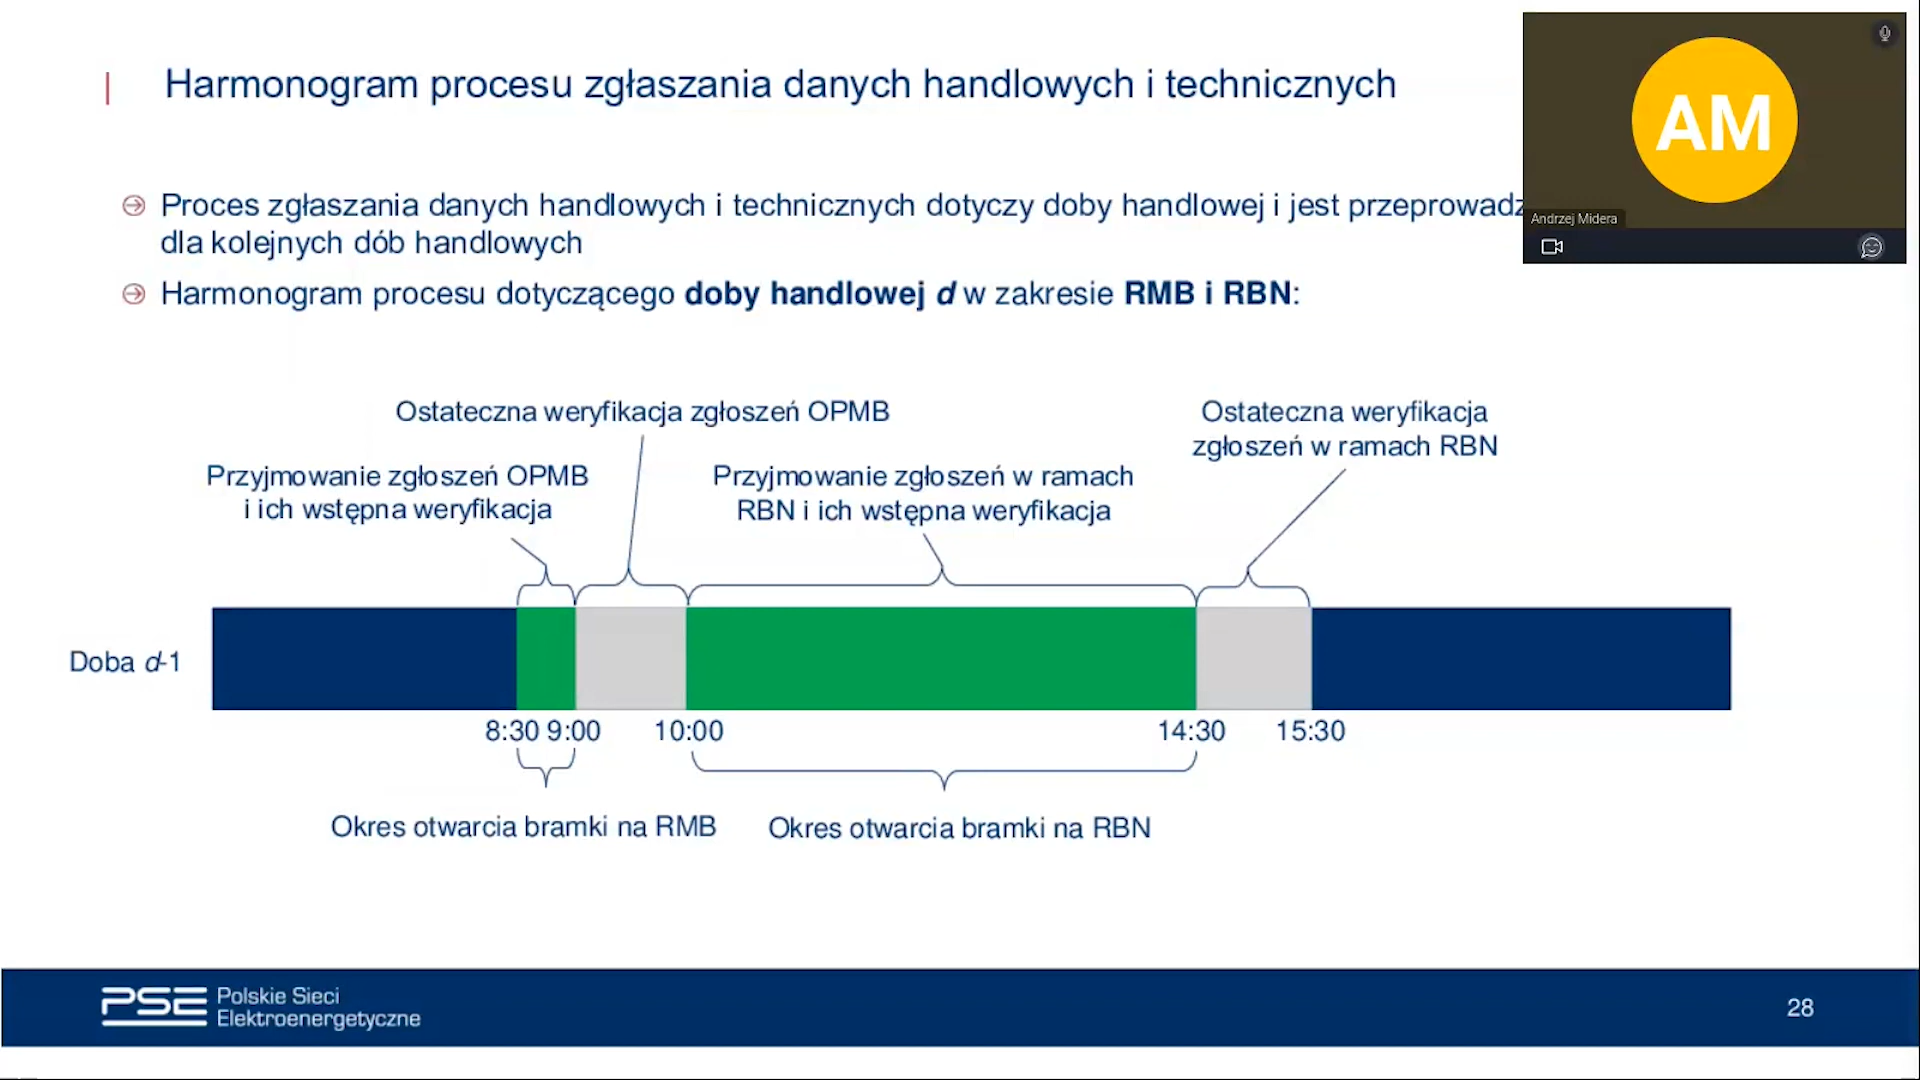 Harmonogram procesu zgłaszania danych handlowych i technicznych
AM
Andrzej Midera
Proces zgłaszania danych handlowych i technicznych dotyczy doby handlowej i jest
dla kolejnych dób handlowych
Harmonogram procesu dotyczącego doby handlowej d w zakresie RMB i RBN:
Ostateczna weryfikacja zgłoszeń OPMB
Ostateczna weryfikacja
zgłoszeń w ramach RBN
Przyjmowanie zgłoszeń OPMB
i ich wstępna weryfikacja
Przyjmowanie zgłoszeń w ramach
RBN i ich wstępna weryfikacja
Doba d-1
8:30 9:00 10:00 14:30 15:30
Okres otwarcia bramki na RMB
Okres otwarcia bramki na RBN
PSE
Polskie Sieci
Elektroenergetyczne
28